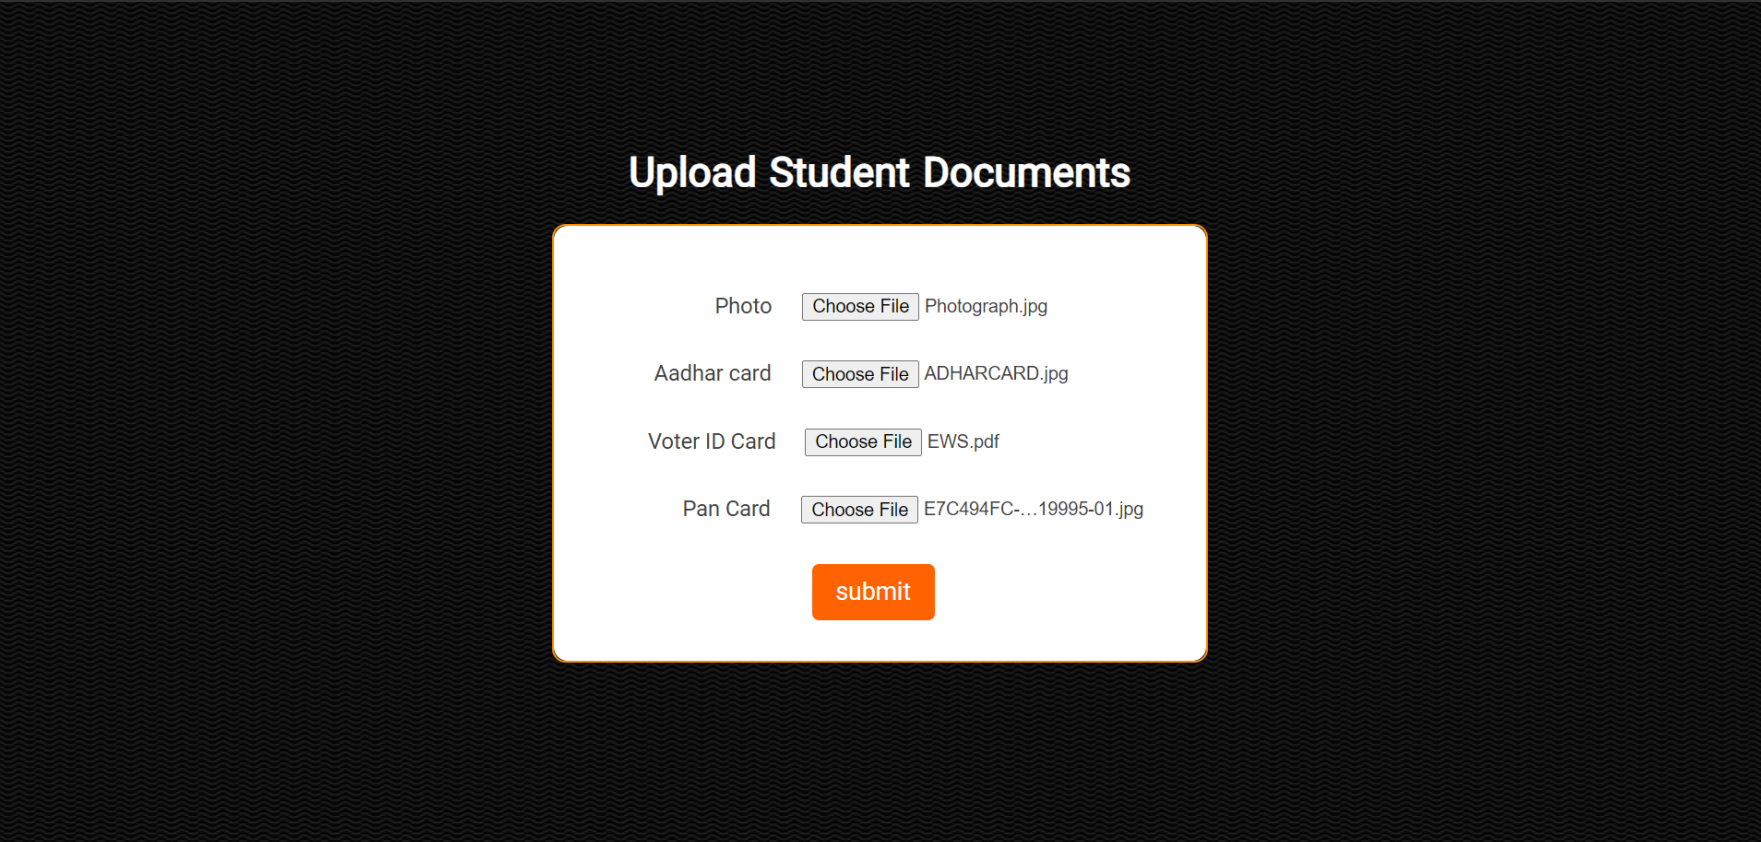 Upload Student Documents
Photo Choose File Photograph.jpg
Aadhar card Choose File ADHARCARD.jpg
Voter ID Card Choose File EWS.pdf
Pan Card Choose File E7C494FC-...19995-01.jpg
submit